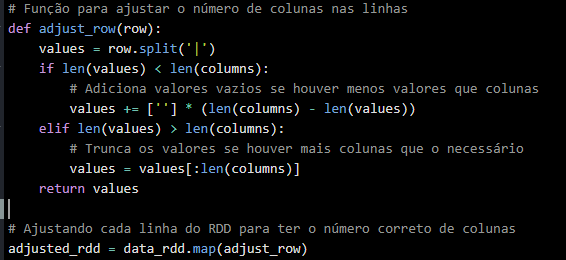 # Função para ajustar o número de colunas nas linhas
def adjust_row(row):
    values = row.split('|')
    if len(values) < len(columns):
        # Adiciona valores vazios se houver menos valores que colunas
        values += [''] * (len(columns) - len(values))
    elif len(values) > len(columns):
        # Trunca os valores se houver mais colunas que o necessário
        values = values[:len(columns)]
    return values

# Ajustando cada linha do RDD para ter o número correto de colunas
adjusted_rdd = data_rdd.map(adjust_row)